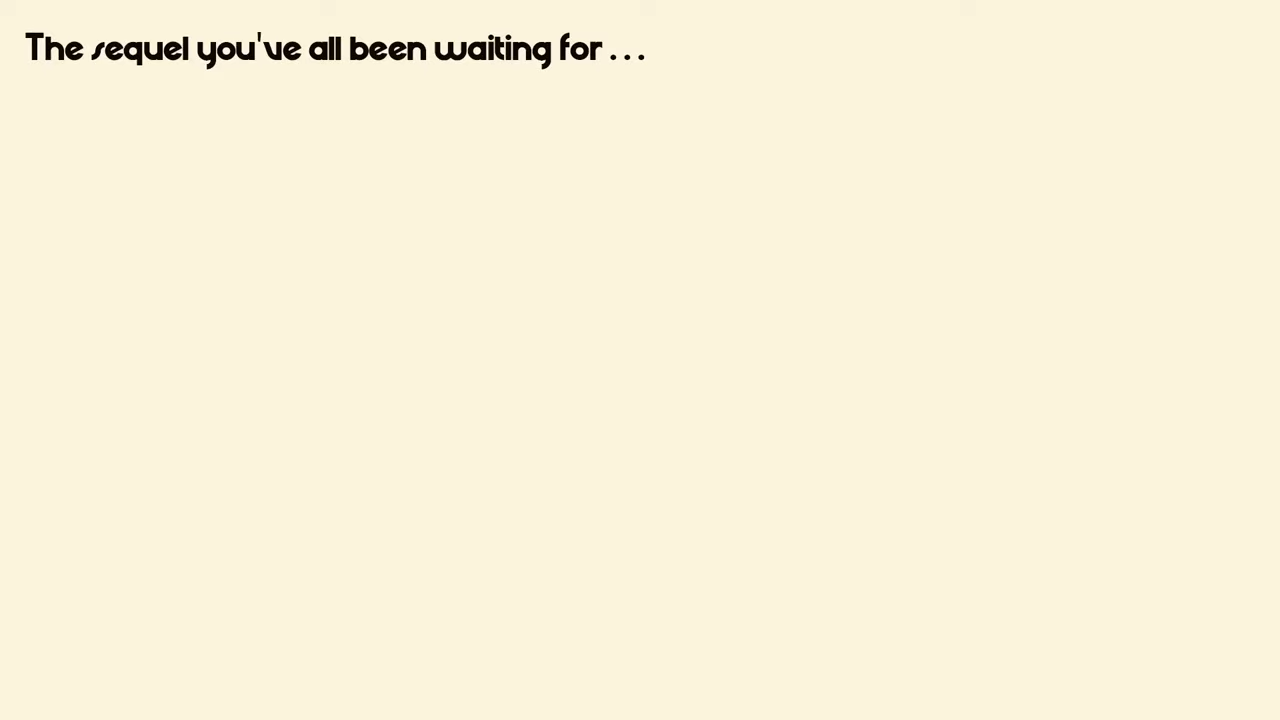 The sequel you've all been waiting for . . .